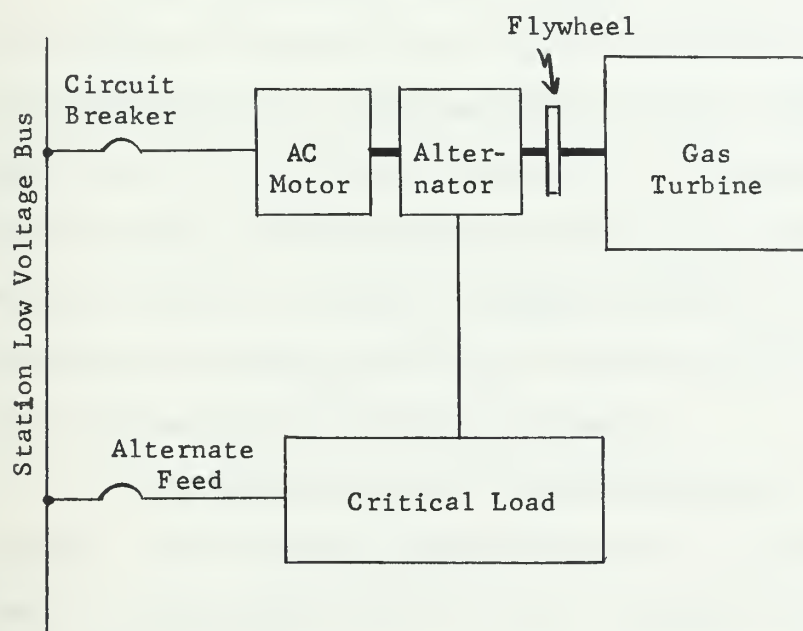 Flywheel
Circuit
Breaker
AC
Motor
Alter-
nator
Gas
Turbine
Station Low Voltage Bus
Alternate
Feed
Critical Load